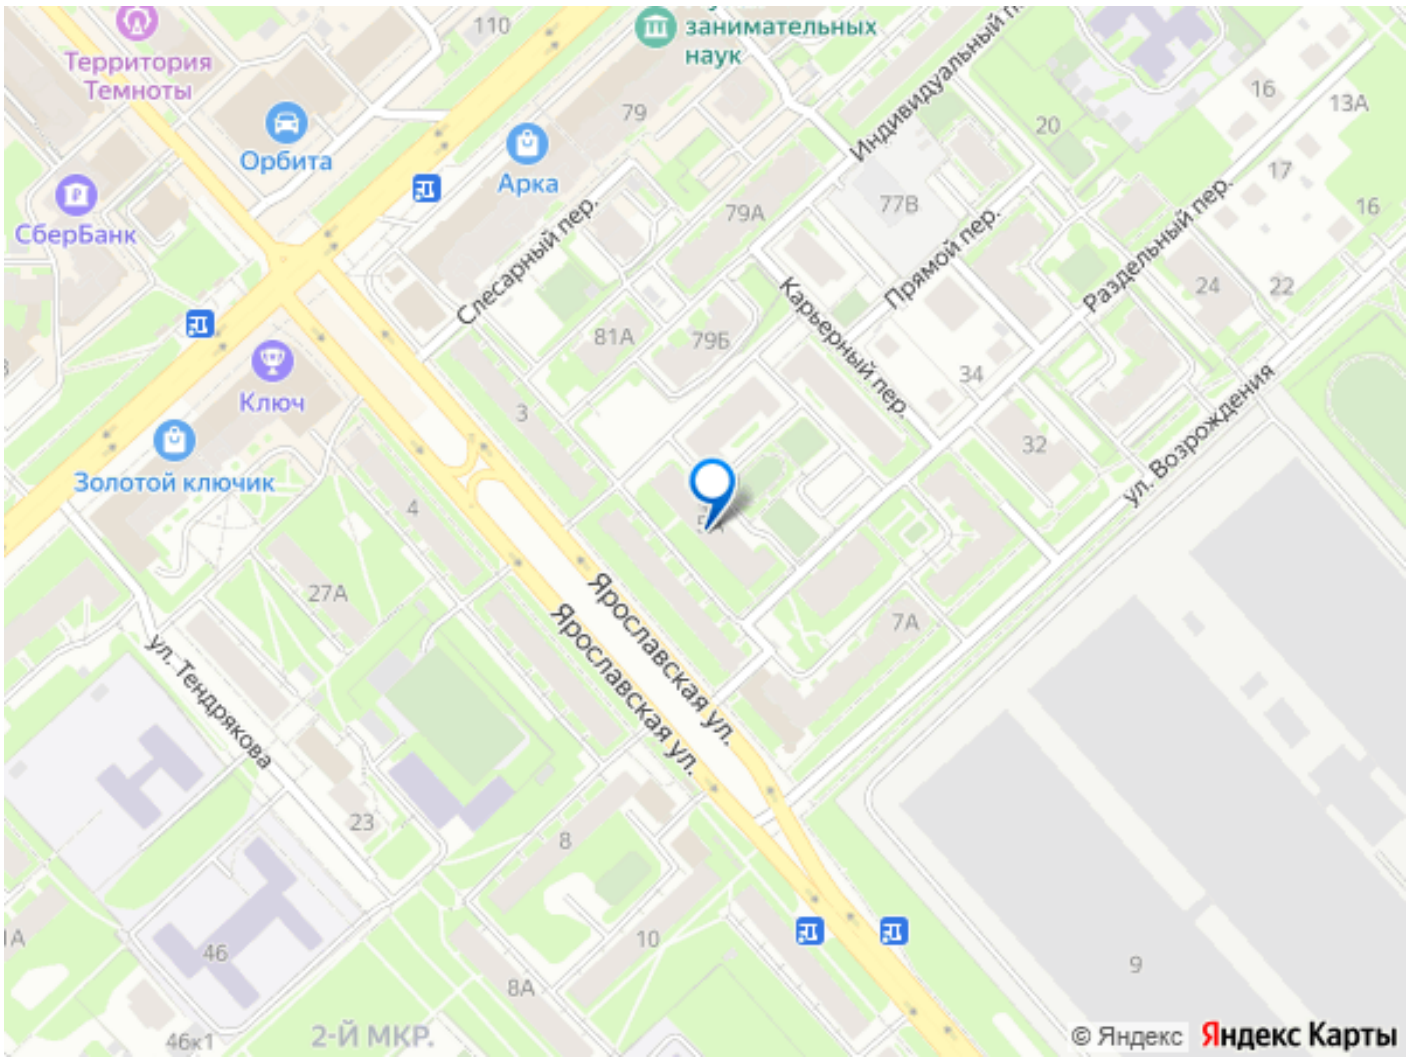 110
занимательных
наук
Территория
Темноты
79
Орбита
Арка
СберБанк
Индивидуальный
20
16
13А
17
16
77В
79А
Слесарный пер.
Прямой пер.
Раздельный пер.
24
22
Карьерный пер.
81А
79Б
34
Ключ
3
32
ул. Возрождения
Золотой ключик
4
27А
Ярославская ул.
Ярославская ул.
7А
ул. Тендрякова
23
8
10
46
8А
9
46к1
2-Й МКР.
© Яндекс Яндекс Карты